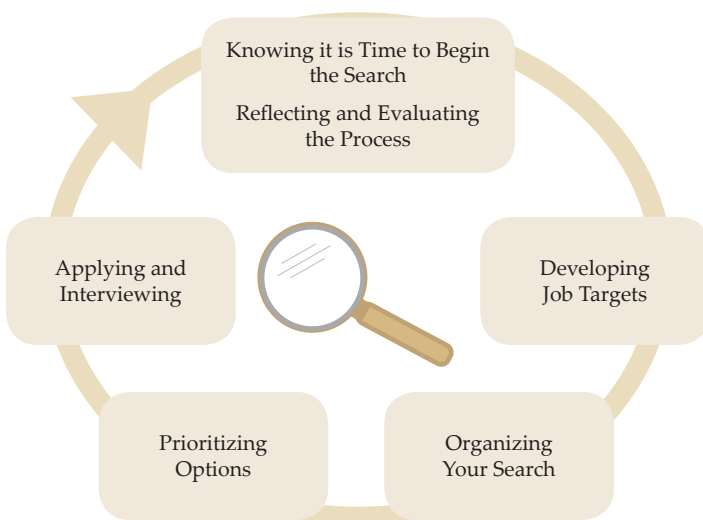 Knowing it is Time to Begin
the Search
Reflecting and Evaluating
the Process
Developing
Job Targets
Organizing
Your Search
Prioritizing
Options
Applying and
Interviewing